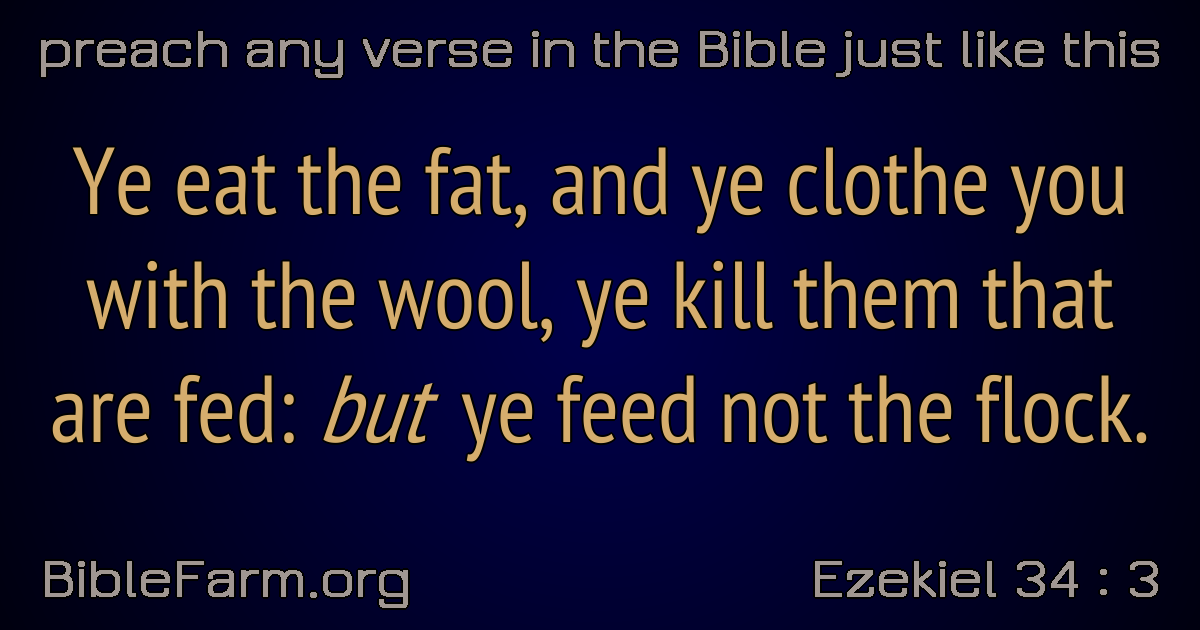 preach any verse in the Bible just like this
Ye eat the fat, and ye clothe you
with the wool, ye kill them that
are fed: but ye feed not the flock.
BibleFarm.org
Ezekiel 34 : 3